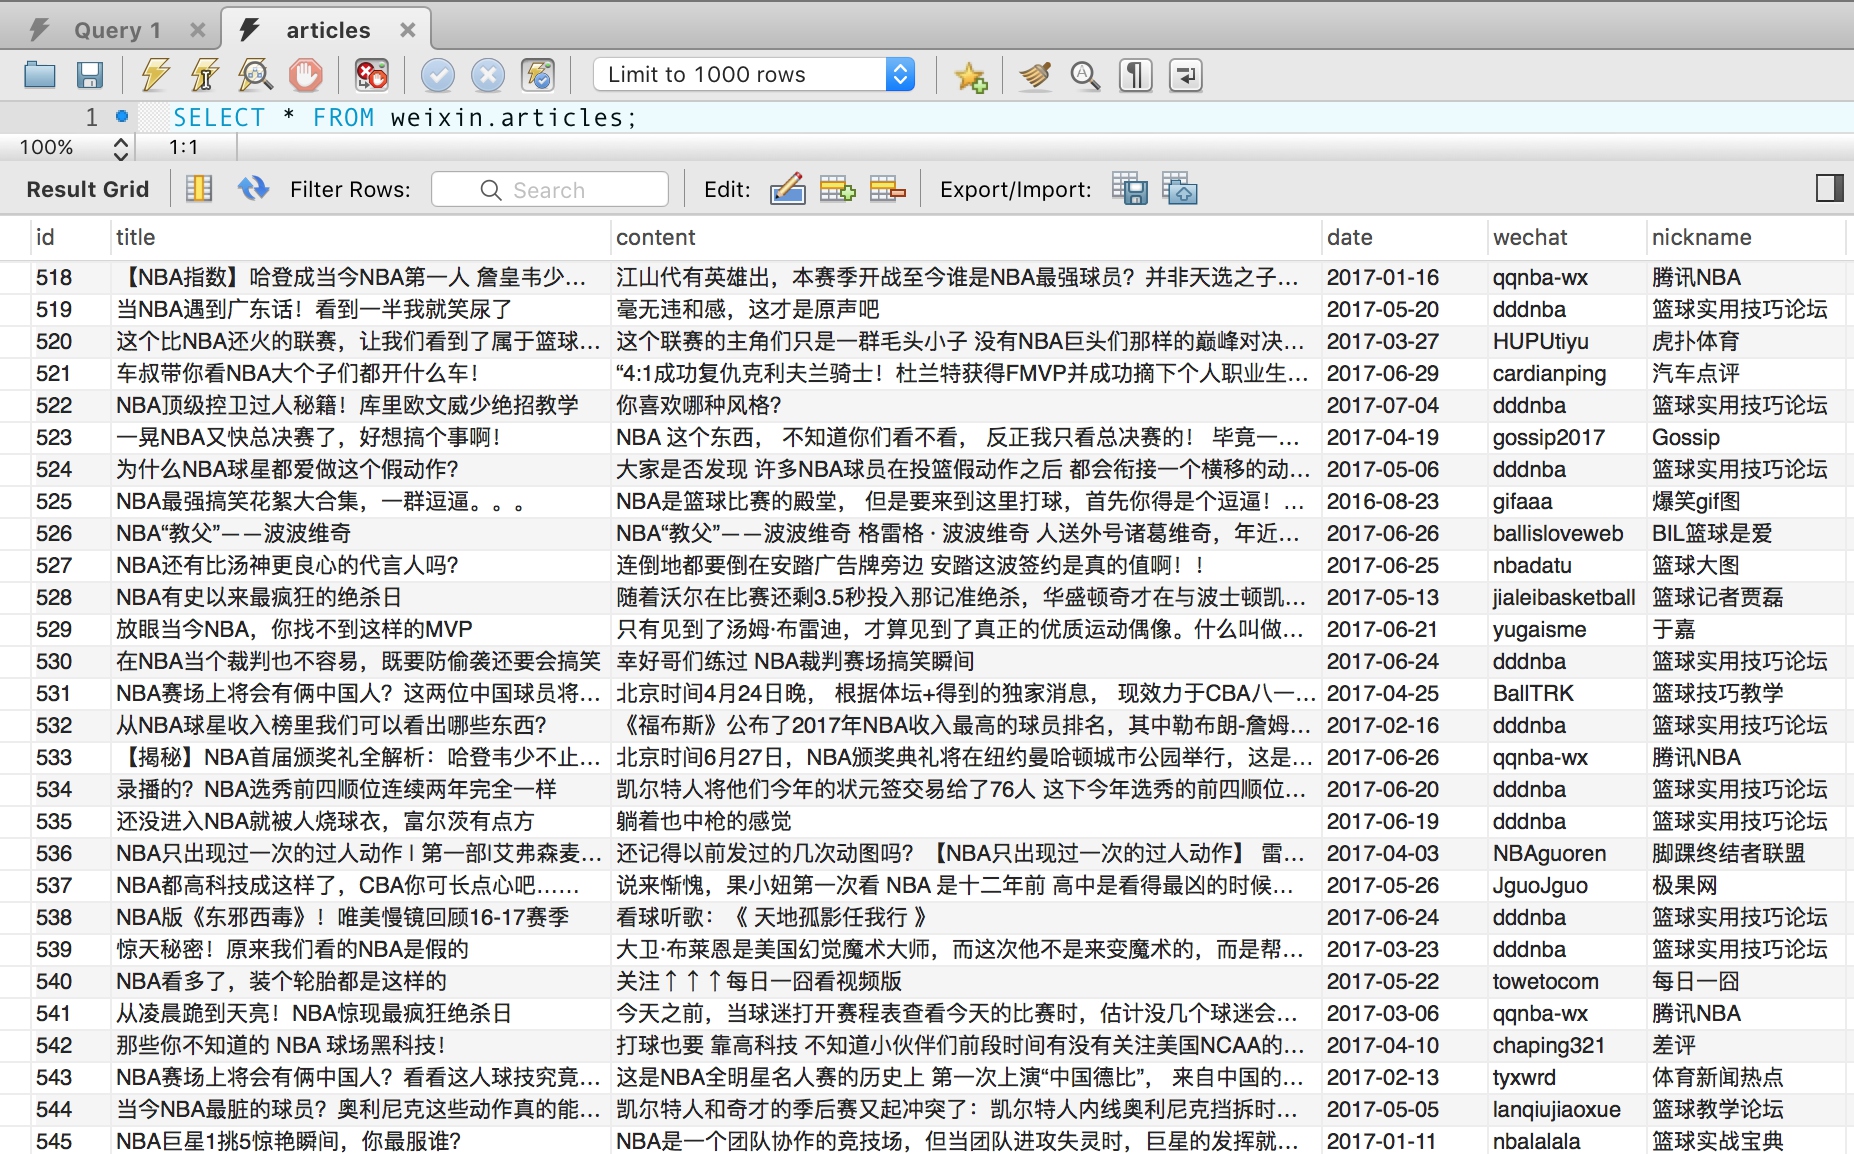 Query 1 articles
Limit to 1000 rows
1 SELECT * FROM weixin.articles;
100% 1:1
Result Grid Filter Rows: Search Edit: Export/Import:
id title content date wechat nickname
518 【NBA指数】哈登成当今NBA第一人 詹皇韦少... 江山代有英雄出，本赛季开战至今谁是NBA最强球员？并非天选之子... 2017-01-16 qqnba-wx 腾讯NBA
519 当NBA遇到广东话！看到一半我就笑尿了 毫无违和感，这才是原声吧 2017-05-20 dddnba 篮球实用技巧论坛
520 这个比NBA还火的联赛，让我们看到了属于篮球... 这个联赛的主角们只是一群毛头小子 没有NBA巨头们那样的巅峰对决... 2017-03-27 HUPUtiyu 虎扑体育
521 车叔带你看NBA大个子们都开什么车！ “4:1成功复仇克利夫兰骑士！杜兰特获得FMVP并成功摘下个人职业生... 2017-06-29 cardianping 汽车点评
522 NBA顶级控卫过人秘籍！库里欧文威少绝招教学 你喜欢哪种风格? 2017-07-04 dddnba 篮球实用技巧论坛
523 一晃NBA又快总决赛了，好想搞个事啊！ NBA 这个东西， 不知道你们看不看， 反正我只看总决赛的！ 毕竟一... 2017-04-19 gossip2017 Gossip
524 为什么NBA球星都爱做这个假动作? 大家是否发现 许多NBA球员在投篮假动作之后 都会衔接一个横移的动... 2017-05-06 dddnba 篮球实用技巧论坛
525 NBA最强搞笑花絮大合集，一群逗逼。。。 NBA是篮球比赛的殿堂， 但是要来到这里打球，首先你得是个逗逼！... 2016-08-23 gifaaa 爆笑gif图
526 NBA“教父”——波波维奇 NBA“教父”——波波维奇 格雷格 · 波波维奇 人送外号诸葛维奇，年近... 2017-06-26 ballisloveweb BIL篮球是爱
527 NBA还有比汤神更良心的代言人吗? 连倒地都要倒在安踏广告牌旁边 安踏这波签约是真的值啊！！ 2017-06-25 nbadatu 篮球大图
528 NBA有史以来最疯狂的绝杀日 随着沃尔在比赛还剩3.5秒投入那记准绝杀，华盛顿奇才在与波士顿凯... 2017-05-13 jialeibasketball 篮球记者贾磊
529 放眼当今NBA，你找不到这样的MVP 只有见到了汤姆·布雷迪，才算见到了真正的优质运动偶像。什么叫做... 2017-06-21 yugaisme 于嘉
530 在NBA当个裁判也不容易，既要防偷袭还要会搞笑 幸好哥们练过 NBA裁判赛场搞笑瞬间 2017-06-24 dddnba 篮球实用技巧论坛
531 NBA赛场上将会有俩中国人？这两位中国球员将... 北京时间4月24日晚， 根据体坛+得到的独家消息， 现效力于CBA八一... 2017-04-25 BallTRK 篮球技巧教学
532 从NBA球星收入榜里我们可以看出哪些东西? 《福布斯》公布了2017年NBA收入最高的球员排名，其中勒布朗-詹姆... 2017-02-16 dddnba 篮球实用技巧论坛
533 【揭秘】NBA首届颁奖礼全解析：哈登韦少不止... 北京时间6月27日，NBA颁奖典礼将在纽约曼哈顿城市公园举行，这是... 2017-06-26 qqnba-wx 腾讯NBA
534 录播的？NBA选秀前四顺位连续两年完全一样 凯尔特人将他们今年的状元签交易给了76人 这下今年选秀的前四顺位... 2017-06-20 dddnba 篮球实用技巧论坛
535 还没进入NBA就被人烧球衣，富尔茨有点方 躺着也中枪的感觉 2017-06-19 dddnba 篮球实用技巧论坛
536 NBA只出现过一次的过人动作 | 第一部|艾弗森麦... 还记得以前发过的几次动图吗？【NBA只出现过一次的过人动作】 雷... 2017-04-03 NBAguoren 脚踝终结者联盟
537 NBA都高科技成这样了，CBA你可长点心吧...... 说来惭愧，果小妞第一次看 NBA 是十二年前 高中是看得最凶的时候... 2017-05-26 JguoJguo 极果网
538 NBA版《东邪西毒》！唯美慢镜回顾16-17赛季 看球听歌：《 天地孤影任我行 》 2017-06-24 dddnba 篮球实用技巧论坛
539 惊天秘密！原来我们看的NBA是假的 大卫·布莱恩是美国幻觉魔术大师，而这次他不是来变魔术的，而是帮... 2017-03-23 dddnba 篮球实用技巧论坛
540 NBA看多了，装个轮胎都是这样的 关注↑↑↑每日一囧看视频版 2017-05-22 towetocom 每日一囧
541 从凌晨跪到天亮！NBA惊现最疯狂绝杀日 今天之前，当球迷打开赛程表查看今天的比赛时，估计没几个球迷会... 2017-03-06 qqnba-wx 腾讯NBA
542 那些你不知道的 NBA 球场黑科技！ 打球也要 靠高科技 不知道小伙伴们前段时间有没有关注美国NCAA的... 2017-04-10 chaping321 差评
543 NBA赛场上将会有俩中国人？看看这人球技究竟... 这是NBA全明星名人赛的历史上 第一次上演“中国德比”， 来自中国的... 2017-02-13 tyxwrd 体育新闻热点
544 当今NBA最脏的球员？奥利尼克这些动作真的能... 凯尔特人和奇才的季后赛又起冲突了：凯尔特人内线奥利尼克挡拆时... 2017-05-05 lanqiujiaoxue 篮球教学论坛
545 NBA巨星1挑5惊艳瞬间，你最服谁? NBA是一个团队协作的竞技场，但当团队进攻失灵时，巨星的发挥就... 2017-01-11 nbalalala 篮球实战宝典